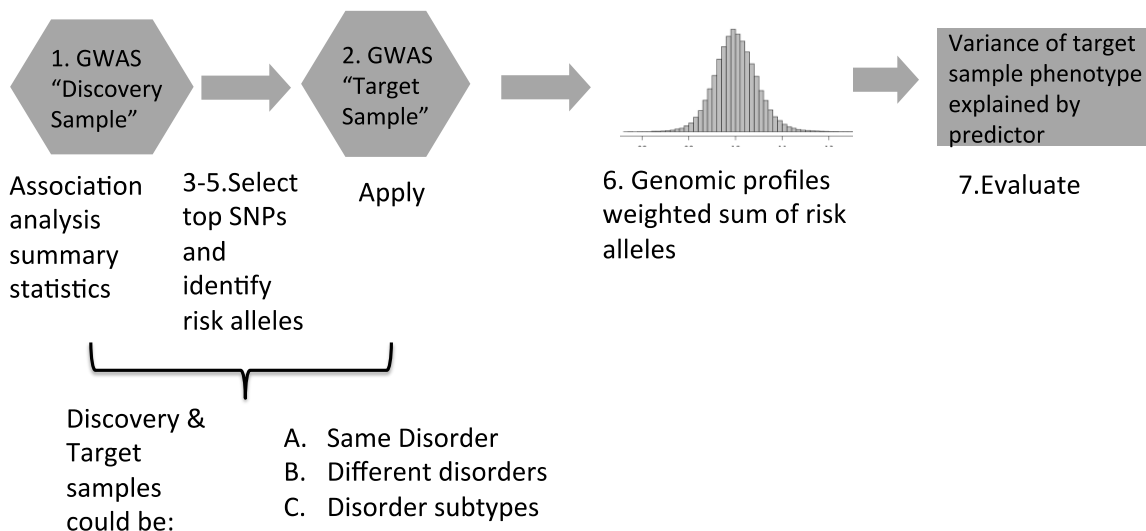 1. GWAS
“Discovery
Sample”
2. GWAS
“Target
Sample”
Variance of target
sample phenotype
explained by
predictor
Association
analysis
summary
statistics
3-5.Select
top SNPs
and
identify
risk alleles
Apply
6. Genomic profiles
weighted sum of risk
alleles
7.Evaluate
Discovery &
Target
samples
could be:
A. Same Disorder
B. Different disorders
C. Disorder subtypes